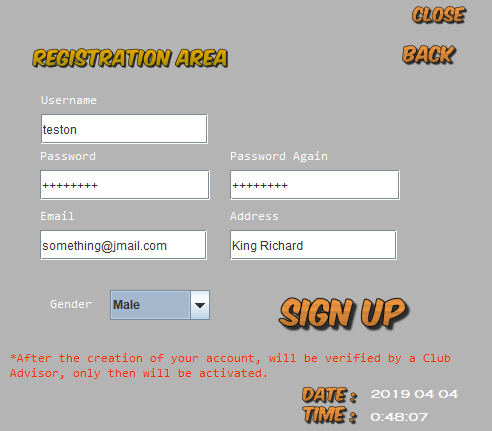 CLOSE
REGISTRATION AREA
BACK
Username
teston
Password Password Again
++++++++ ++++++++
Email Address
something@jmail.com King Richard
Gender Male
SIGN UP
*After the creation of your account, will be verified by a Club
Advisor, only then will be activated.
DATE : 2019 04 04
TIME : 0:48:07